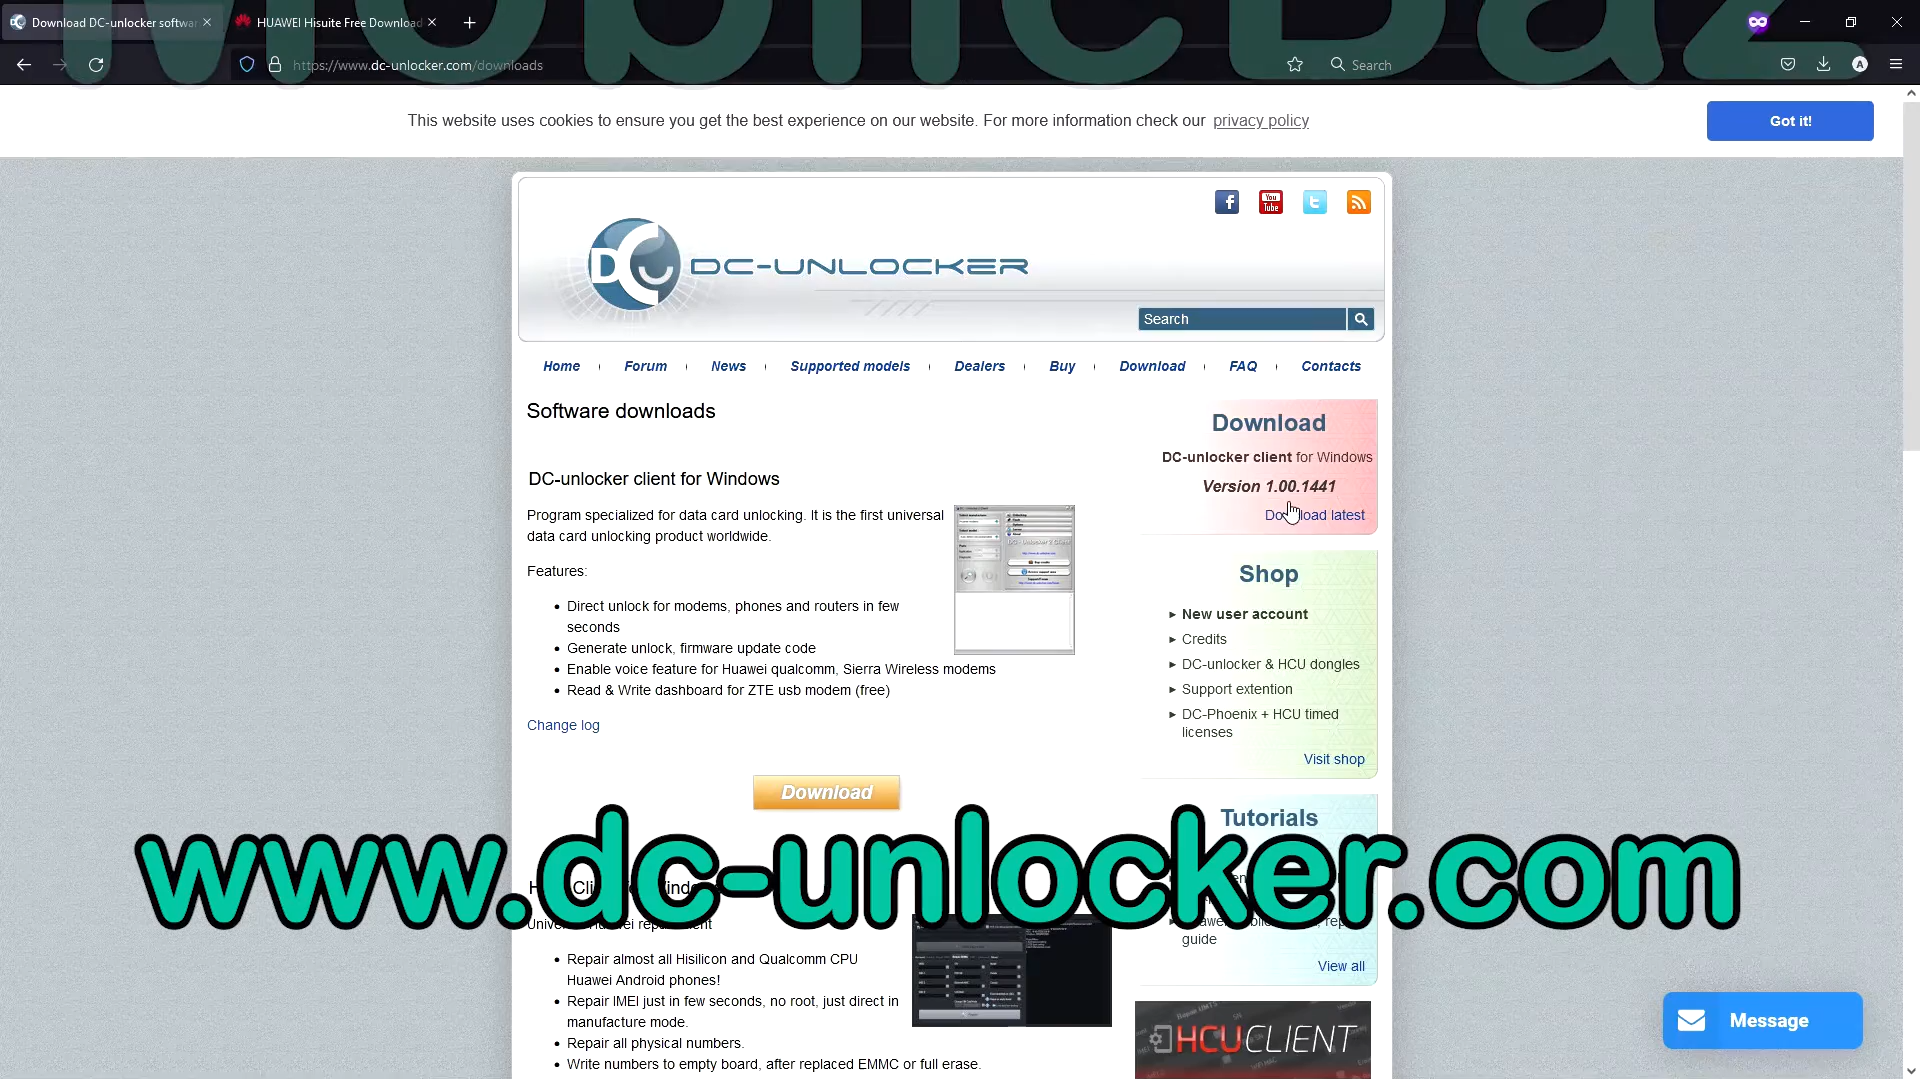 Download DC-unlocker softwar
HUAWEI Hisuite Free Download
MobileBaz
https://www.dc-unlocker.com/downloads
Search
This website uses cookies to ensure you get the best experience on our website. For more information check our privacy policy
Got it!
You Tube
DC-UNLOCKER
Search
Home
Forum
News
Supported models
Dealers
Buy
Download
FAQ
Contacts
Software downloads
DC-unlocker client for Windows
Program specialized for data card unlocking. It is the first universal
data card unlocking product worldwide.
Features:
• Direct unlock for modems, phones and routers in few
seconds
• Generate unlock, firmware update code
• Enable voice feature for Huawei qualcomm, Sierra Wireless modems
• Read & Write dashboard for ZTE usb modem (free)
Change log
Download
Download
DC-unlocker client for Windows
Version 1.00.1441
Download latest
Shop
New user account
Credits
DC-unlocker & HCU dongles
Support extention
DC-Phoenix + HCU timed
licenses
Visit shop
Tutorials
guide
View all
www.dc-unlocker.com
• Repair almost all Hisilicon and Qualcomm CPU
Huawei Android phones!
• Repair IMEI just in few seconds, no root, just direct in
manufacture mode.
• Repair all physical numbers.
• Write numbers to empty board, after replaced EMMC or full erase.
HCU CLIENT
Message